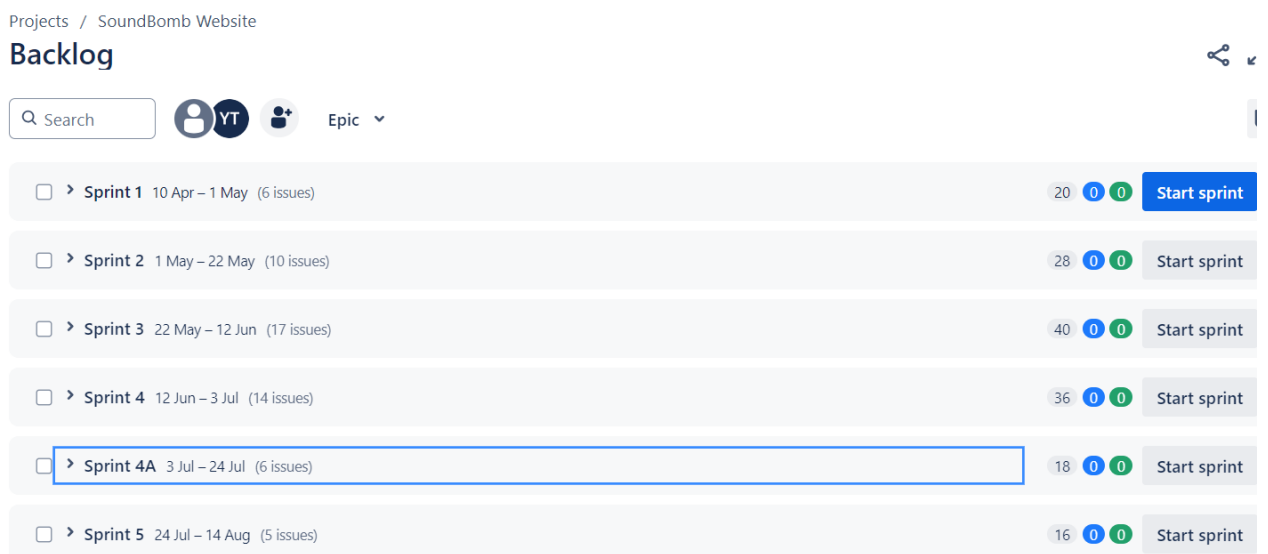 Projects / SoundBomb Website
Backlog
Search YT Epic
Sprint 1 10 Apr – 1 May (6 issues) 20 0 0 Start sprint
Sprint 2 1 May – 22 May (10 issues) 28 0 0 Start sprint
Sprint 3 22 May – 12 Jun (17 issues) 40 0 0 Start sprint
Sprint 4 12 Jun – 3 Jul (14 issues) 36 0 0 Start sprint
Sprint 4A 3 Jul – 24 Jul (6 issues) 18 0 0 Start sprint
Sprint 5 24 Jul – 14 Aug (5 issues) 16 0 0 Start sprint